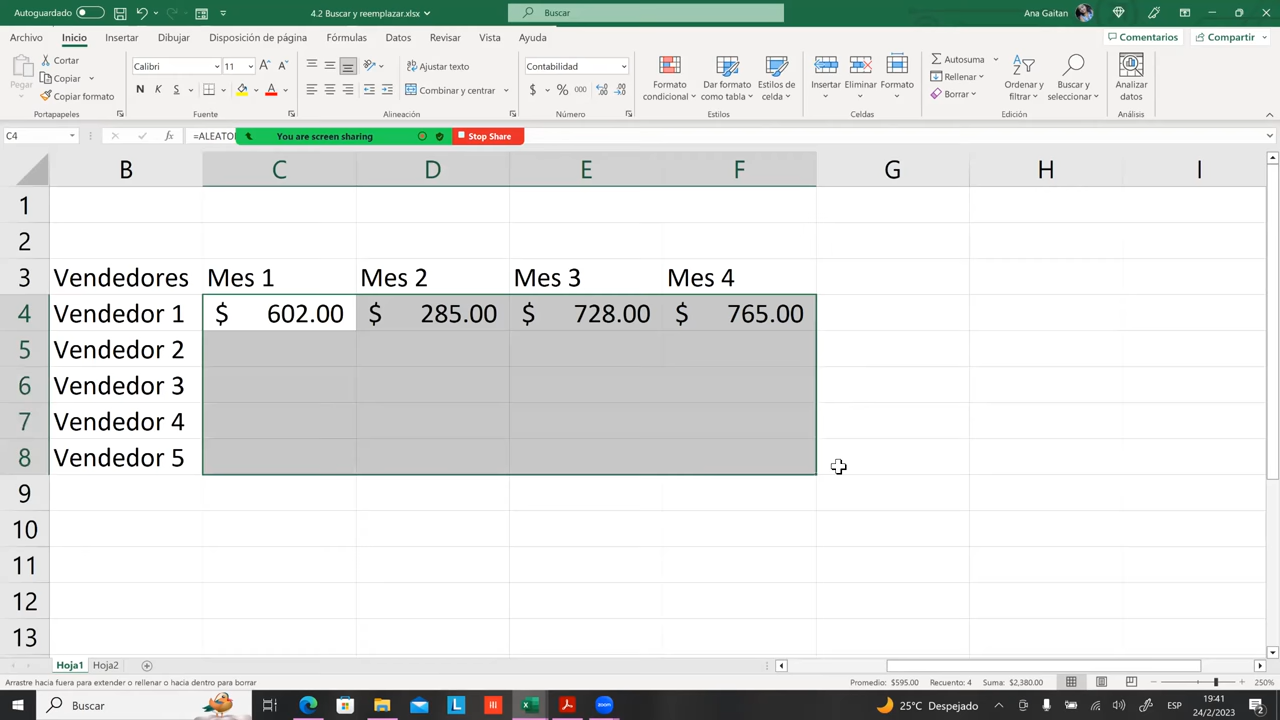 Autoguardado
4.2 Buscar y reemplazar.xlsx
Buscar
Ana Gaitan
Archivo Inicio Insertar Dibujar Disposición de página Fórmulas Datos Revisar Vista Ayuda
Comentarios
Compartir
Pegar
Cortar
Copiar
Copiar formato
Portapapeles
Calibri 11
N K S
Fuente
Ajustar texto
Combinar y centrar
Alineación
Contabilidad
$ % 000
Número
Formato condicional
Dar formato como tabla
Estilos de celda
Estilos
Insertar
Eliminar
Formato
Celdas
Autosuma
Rellenar
Borrar
Ordenar y filtrar
Buscar y seleccionar
Edición
Analizar datos
Análisis
C4
fx
=ALEATO
You are screen sharing
Stop Share
B C D E F G H I
1
2
3 Vendedores Mes 1 Mes 2 Mes 3 Mes 4
4 Vendedor 1 $ 602.00 $ 285.00 $ 728.00 $ 765.00
5 Vendedor 2
6 Vendedor 3
7 Vendedor 4
8 Vendedor 5
9
10
11
12
13
Hoja1 Hoja2
Arrastre hacia fuera para extender o rellenar o hacia dentro para borrar
Promedio: $595.00 Recuento: 4 Suma: $2,380.00
250%
Buscar
25°C Despejado
ESP
19:41
24/2/2023